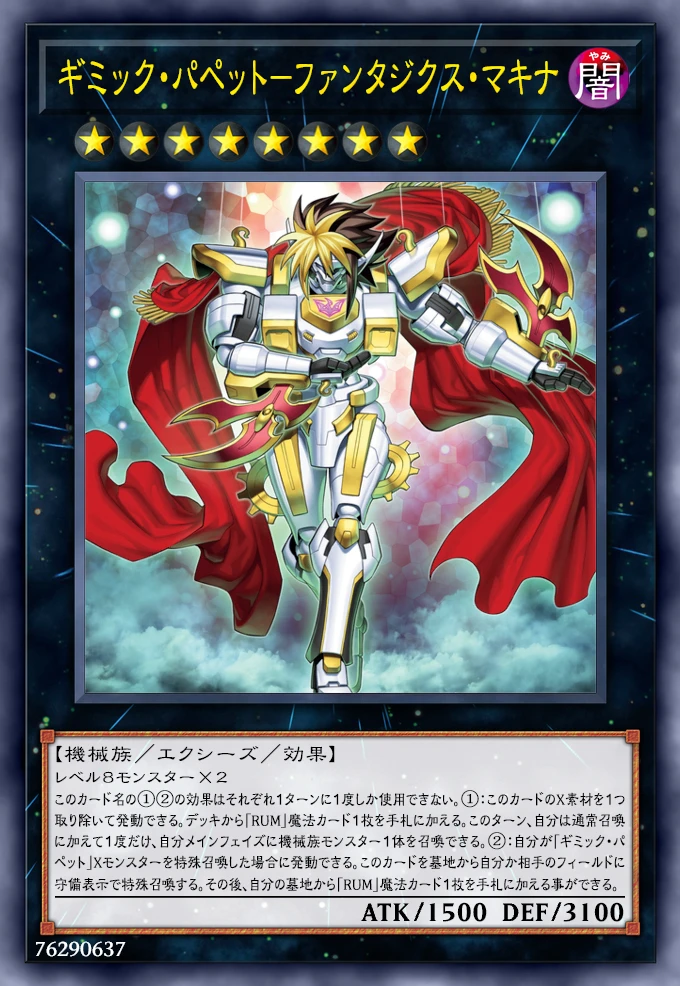 ギミック・パペットーファンタジクス・マキナ
やみ
闇
【機械族／エクシーズ／効果】
レベル８モンスター×２
このカード名の①②の効果はそれぞれ1ターンに1度しか使用できない。①：このカードのX素材を1つ
取り除いて発動できる。デッキから「RUM」魔法カード1枚を手札に加える。このターン、自分は通常召喚
に加えて1度だけ、自分メインフェイズに機械族モンスター1体を召喚できる。②：自分が「ギミック・パ
ペット」Xモンスターを特殊召喚した場合に発動できる。このカードを墓地から自分か相手のフィールドに
守備表示で特殊召喚する。その後、自分の墓地から「RUM」魔法カード1枚を手札に加える事ができる。
ATK/1500 DEF/3100
76290637